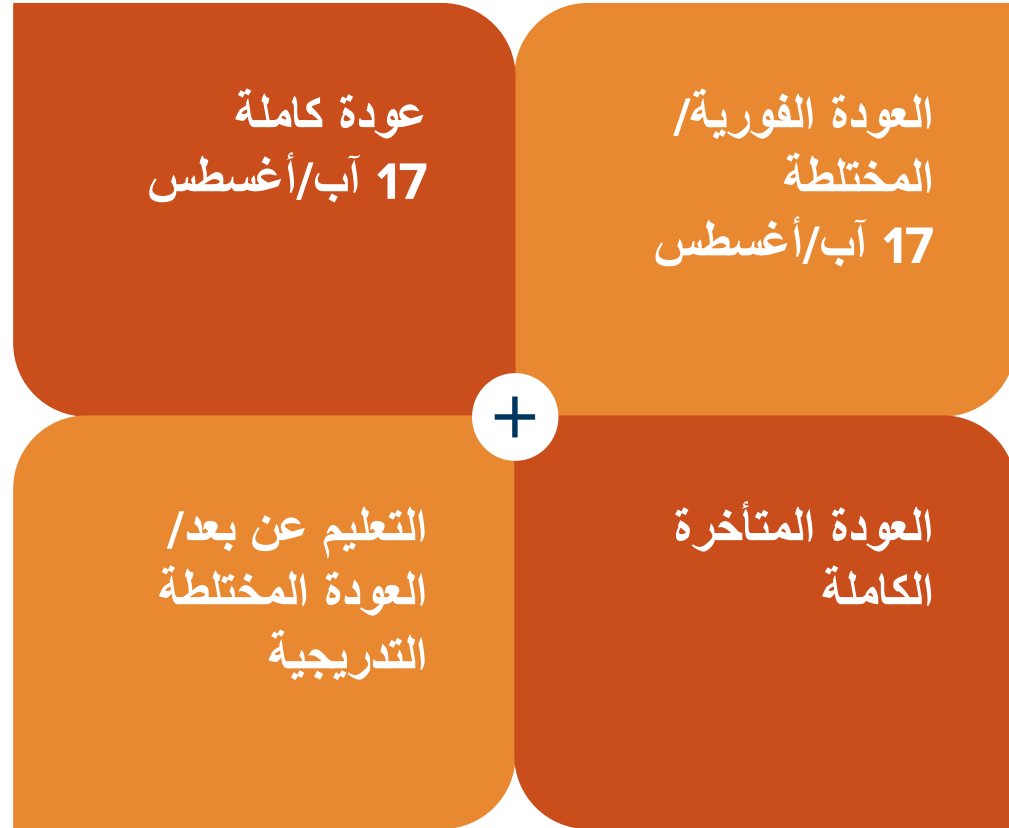 العودة الفورية/
المختلطة
17 آب/أغسطس
عودة كاملة
17 آب/أغسطس
العودة المتأخرة
الكاملة
التعليم عن بعد/
العودة المختلطة
التدريجية